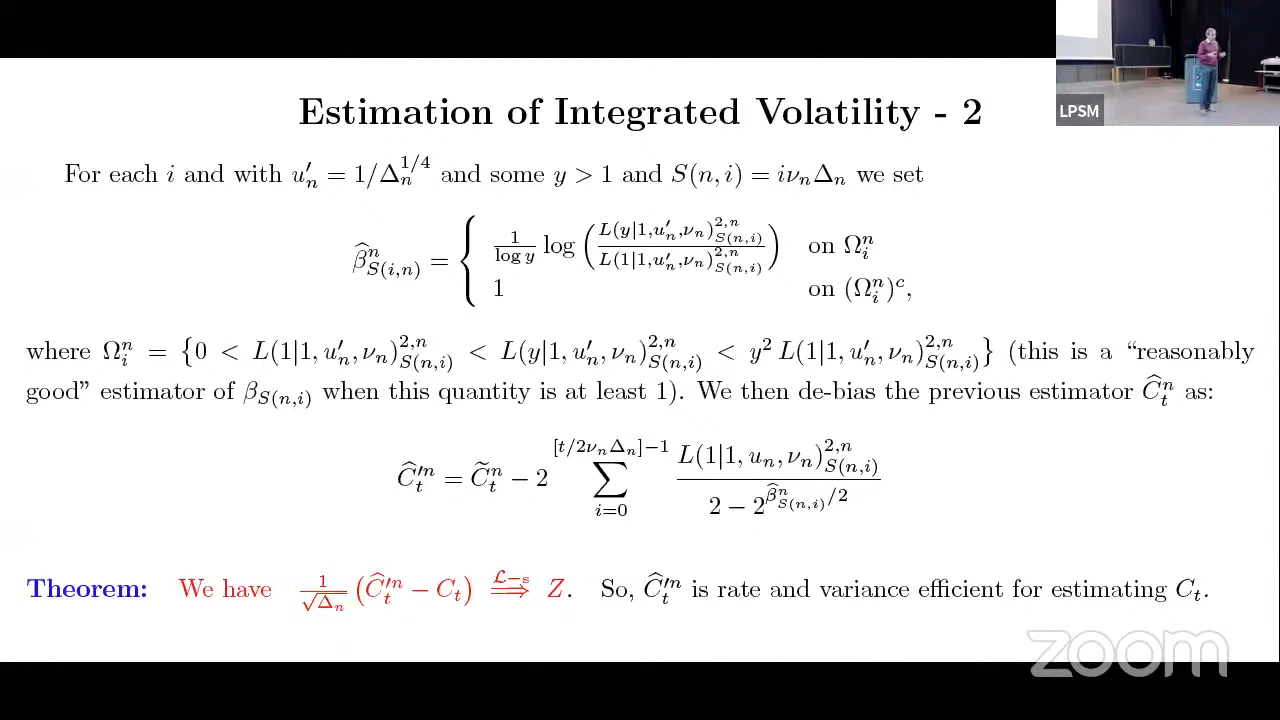 Estimation of Integrated Volatility - 2
LPSM
For each i and with u′_n = 1/Δ_n^{1/4} and some y > 1 and S(n, i) = iν_nΔ_n we set
β̂^n_{S(i,n)} = { 1/log y log ( L(y|1, u′_n, ν_n)^{2,n}_{S(n,i)} / L(1|1, u′_n, ν_n)^{2,n}_{S(n,i)} ) on Ω^n_i
1 on (Ω^n_i)^c,
where Ω^n_i = {0 < L(1|1, u′_n, ν_n)^{2,n}_{S(n,i)} < L(y|1, u′_n, ν_n)^{2,n}_{S(n,i)} < y^2 L(1|1, u′_n, ν_n)^{2,n}_{S(n,i)}} (this is a “reasonably
good” estimator of β_{S(n,i)} when this quantity is at least 1). We then de-bias the previous estimator Ĉ^n_t as:
Ĉ′^n_t = C̃^n_t − 2 ∑_{i=0}^{[t/2ν_nΔ_n]−1} L(1|1, u_n, ν_n)^{2,n}_{S(n,i)} / (2 − 2^{β̂^n_{S(n,i)}/2})
Theorem: We have 1/√Δ_n (Ĉ′^n_t − C_t) ⟹^{ℒ−s} Z. So, Ĉ′^n_t is rate and variance efficient for estimating C_t.
zoom